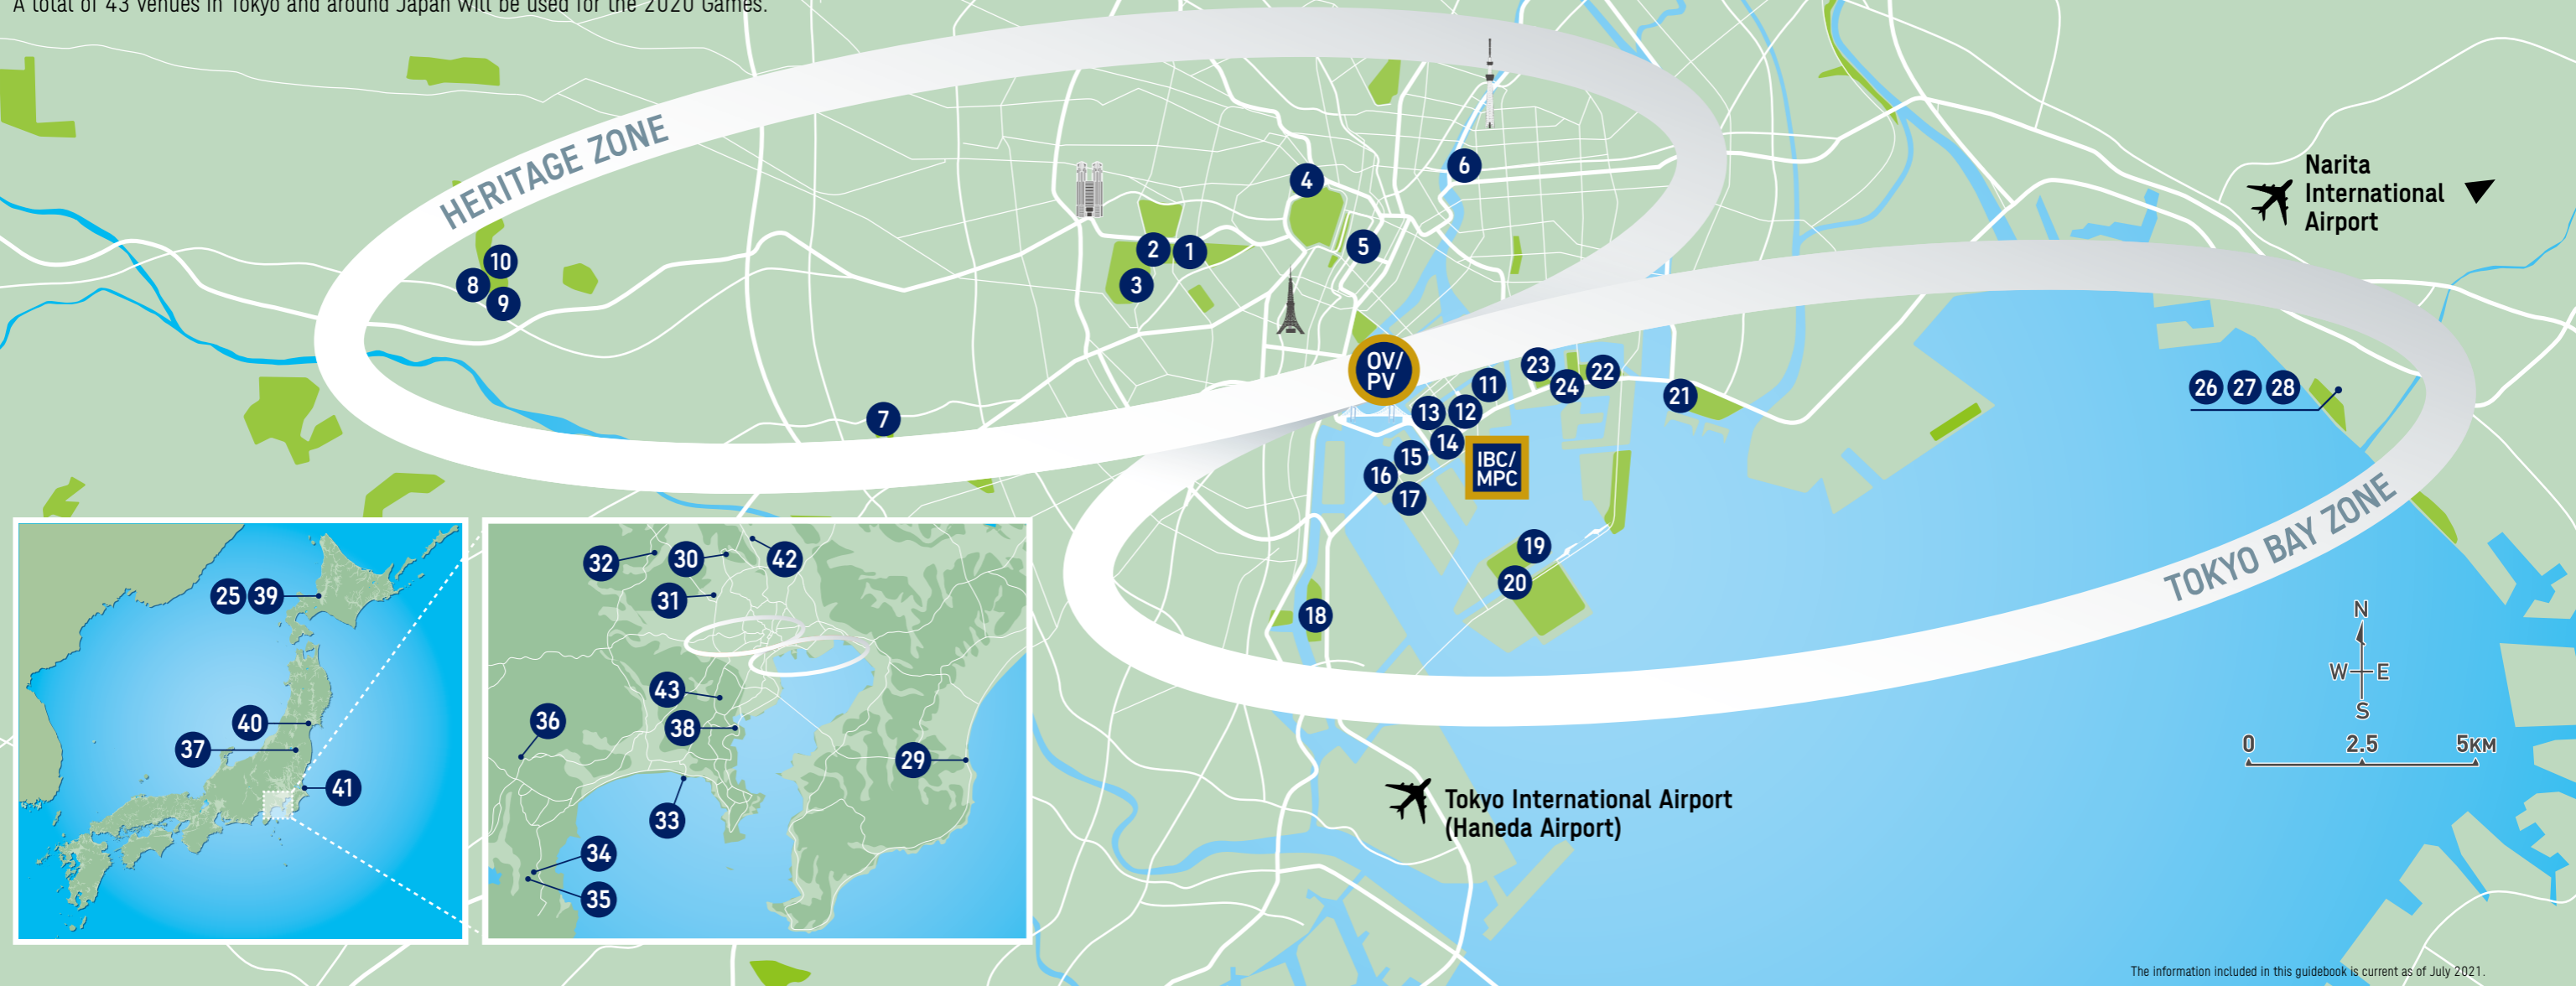 A total of 43 venues in Tokyo and around Japan will be used for the 2020 Games.
HERITAGE ZONE
6
4
Narita
International
Airport
10
2
1
5
8
3
9
OV/
PV
23
22
11
24
21
26 27 28
7
13
12
14
15
IBC/
MPC
16
17
TOKYO BAY ZONE
19
20
18
N
W
E
S
0
2.5
5KM
Tokyo International Airport
(Haneda Airport)
25 39
40
37
41
32
30
42
31
43
36
38
29
33
34
35
The information included in this guidebook is current as of July 2021.